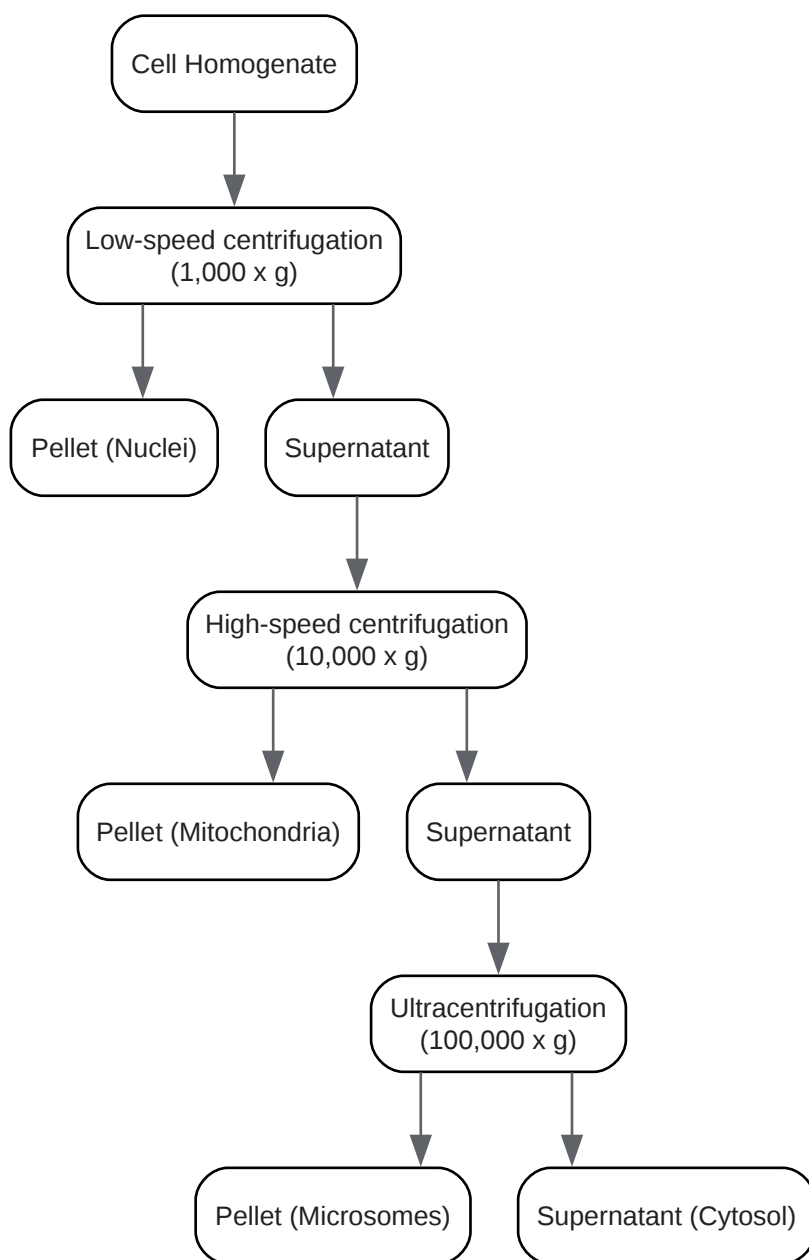 Cell Homogenate
Low-speed centrifugation
(1,000 x g)
Pellet (Nuclei)
Supernatant
High-speed centrifugation
(10,000 x g)
Pellet (Mitochondria)
Supernatant
Ultracentrifugation
(100,000 x g)
Pellet (Microsomes)
Supernatant (Cytosol)